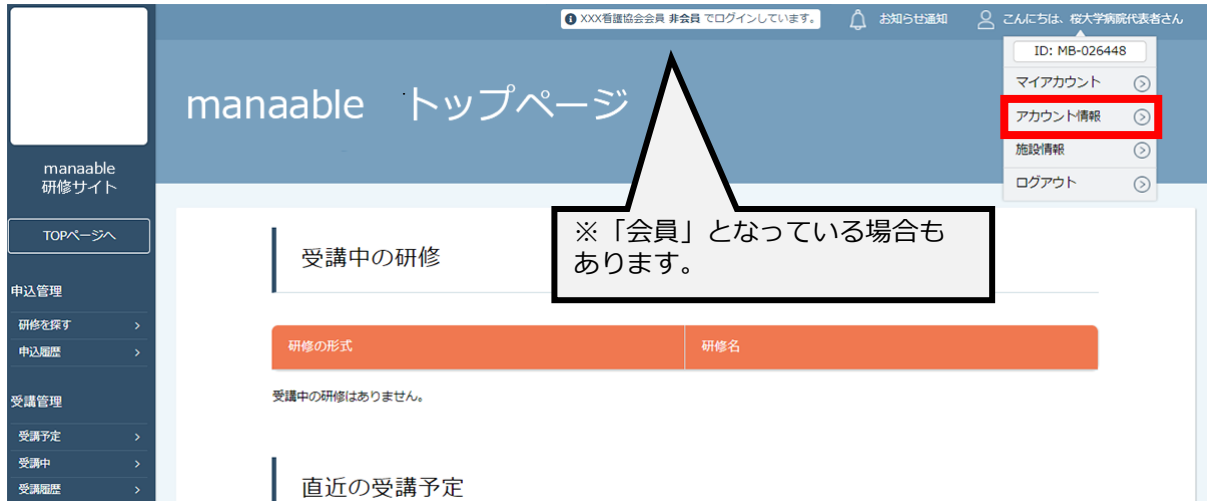 XXX看護協会会員 非会員 でログインしています。
お知らせ通知
こんにちは、桜大学病院代表者さん
ID: MB-026448
マイアカウント
アカウント情報
施設情報
ログアウト
manaable トップページ
manaable
研修サイト
TOPページへ
申込管理
研修を探す
申込履歴
受講管理
受講予定
受講中
受講履歴
※「会員」となっている場合も
あります。
受講中の研修
研修の形式 研修名
受講中の研修はありません。
直近の受講予定